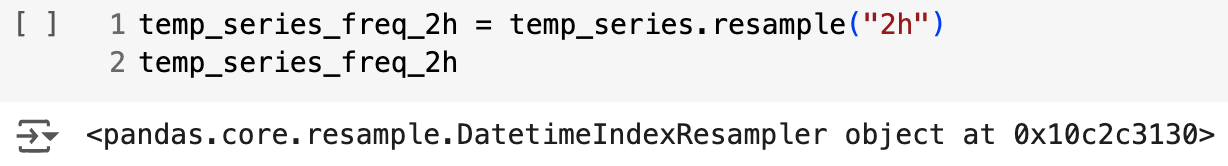 [ ] 1 temp_series_freq_2h = temp_series.resample("2h")
2 temp_series_freq_2h
<pandas.core.resample.DatetimeIndexResampler object at 0x10c2c3130>